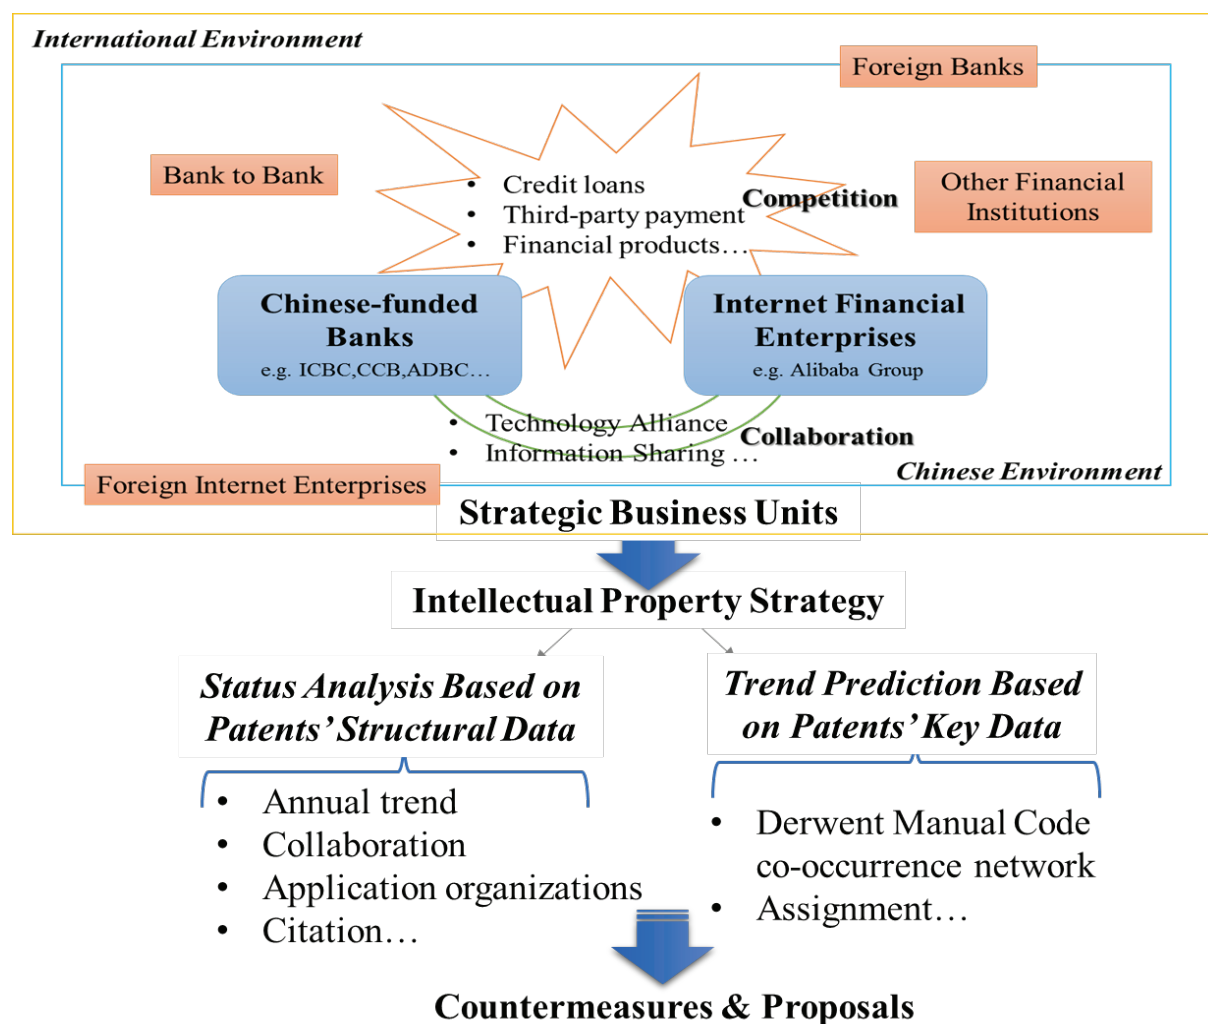 International Environment
Foreign Banks
Bank to Bank
• Credit loans
• Third-party payment
• Financial products…
Competition
Other Financial
Institutions
Chinese-funded
Banks
e.g. ICBC,CCB,ADBC…
Internet Financial
Enterprises
e.g. Alibaba Group
• Technology Alliance
• Information Sharing …
Collaboration
Chinese Environment
Foreign Internet Enterprises
Strategic Business Units
Intellectual Property Strategy
Status Analysis Based on
Patents’ Structural Data
• Annual trend
• Collaboration
• Application organizations
• Citation…
Trend Prediction Based
on Patents’ Key Data
• Derwent Manual Code
co-occurrence network
• Assignment…
Countermeasures & Proposals